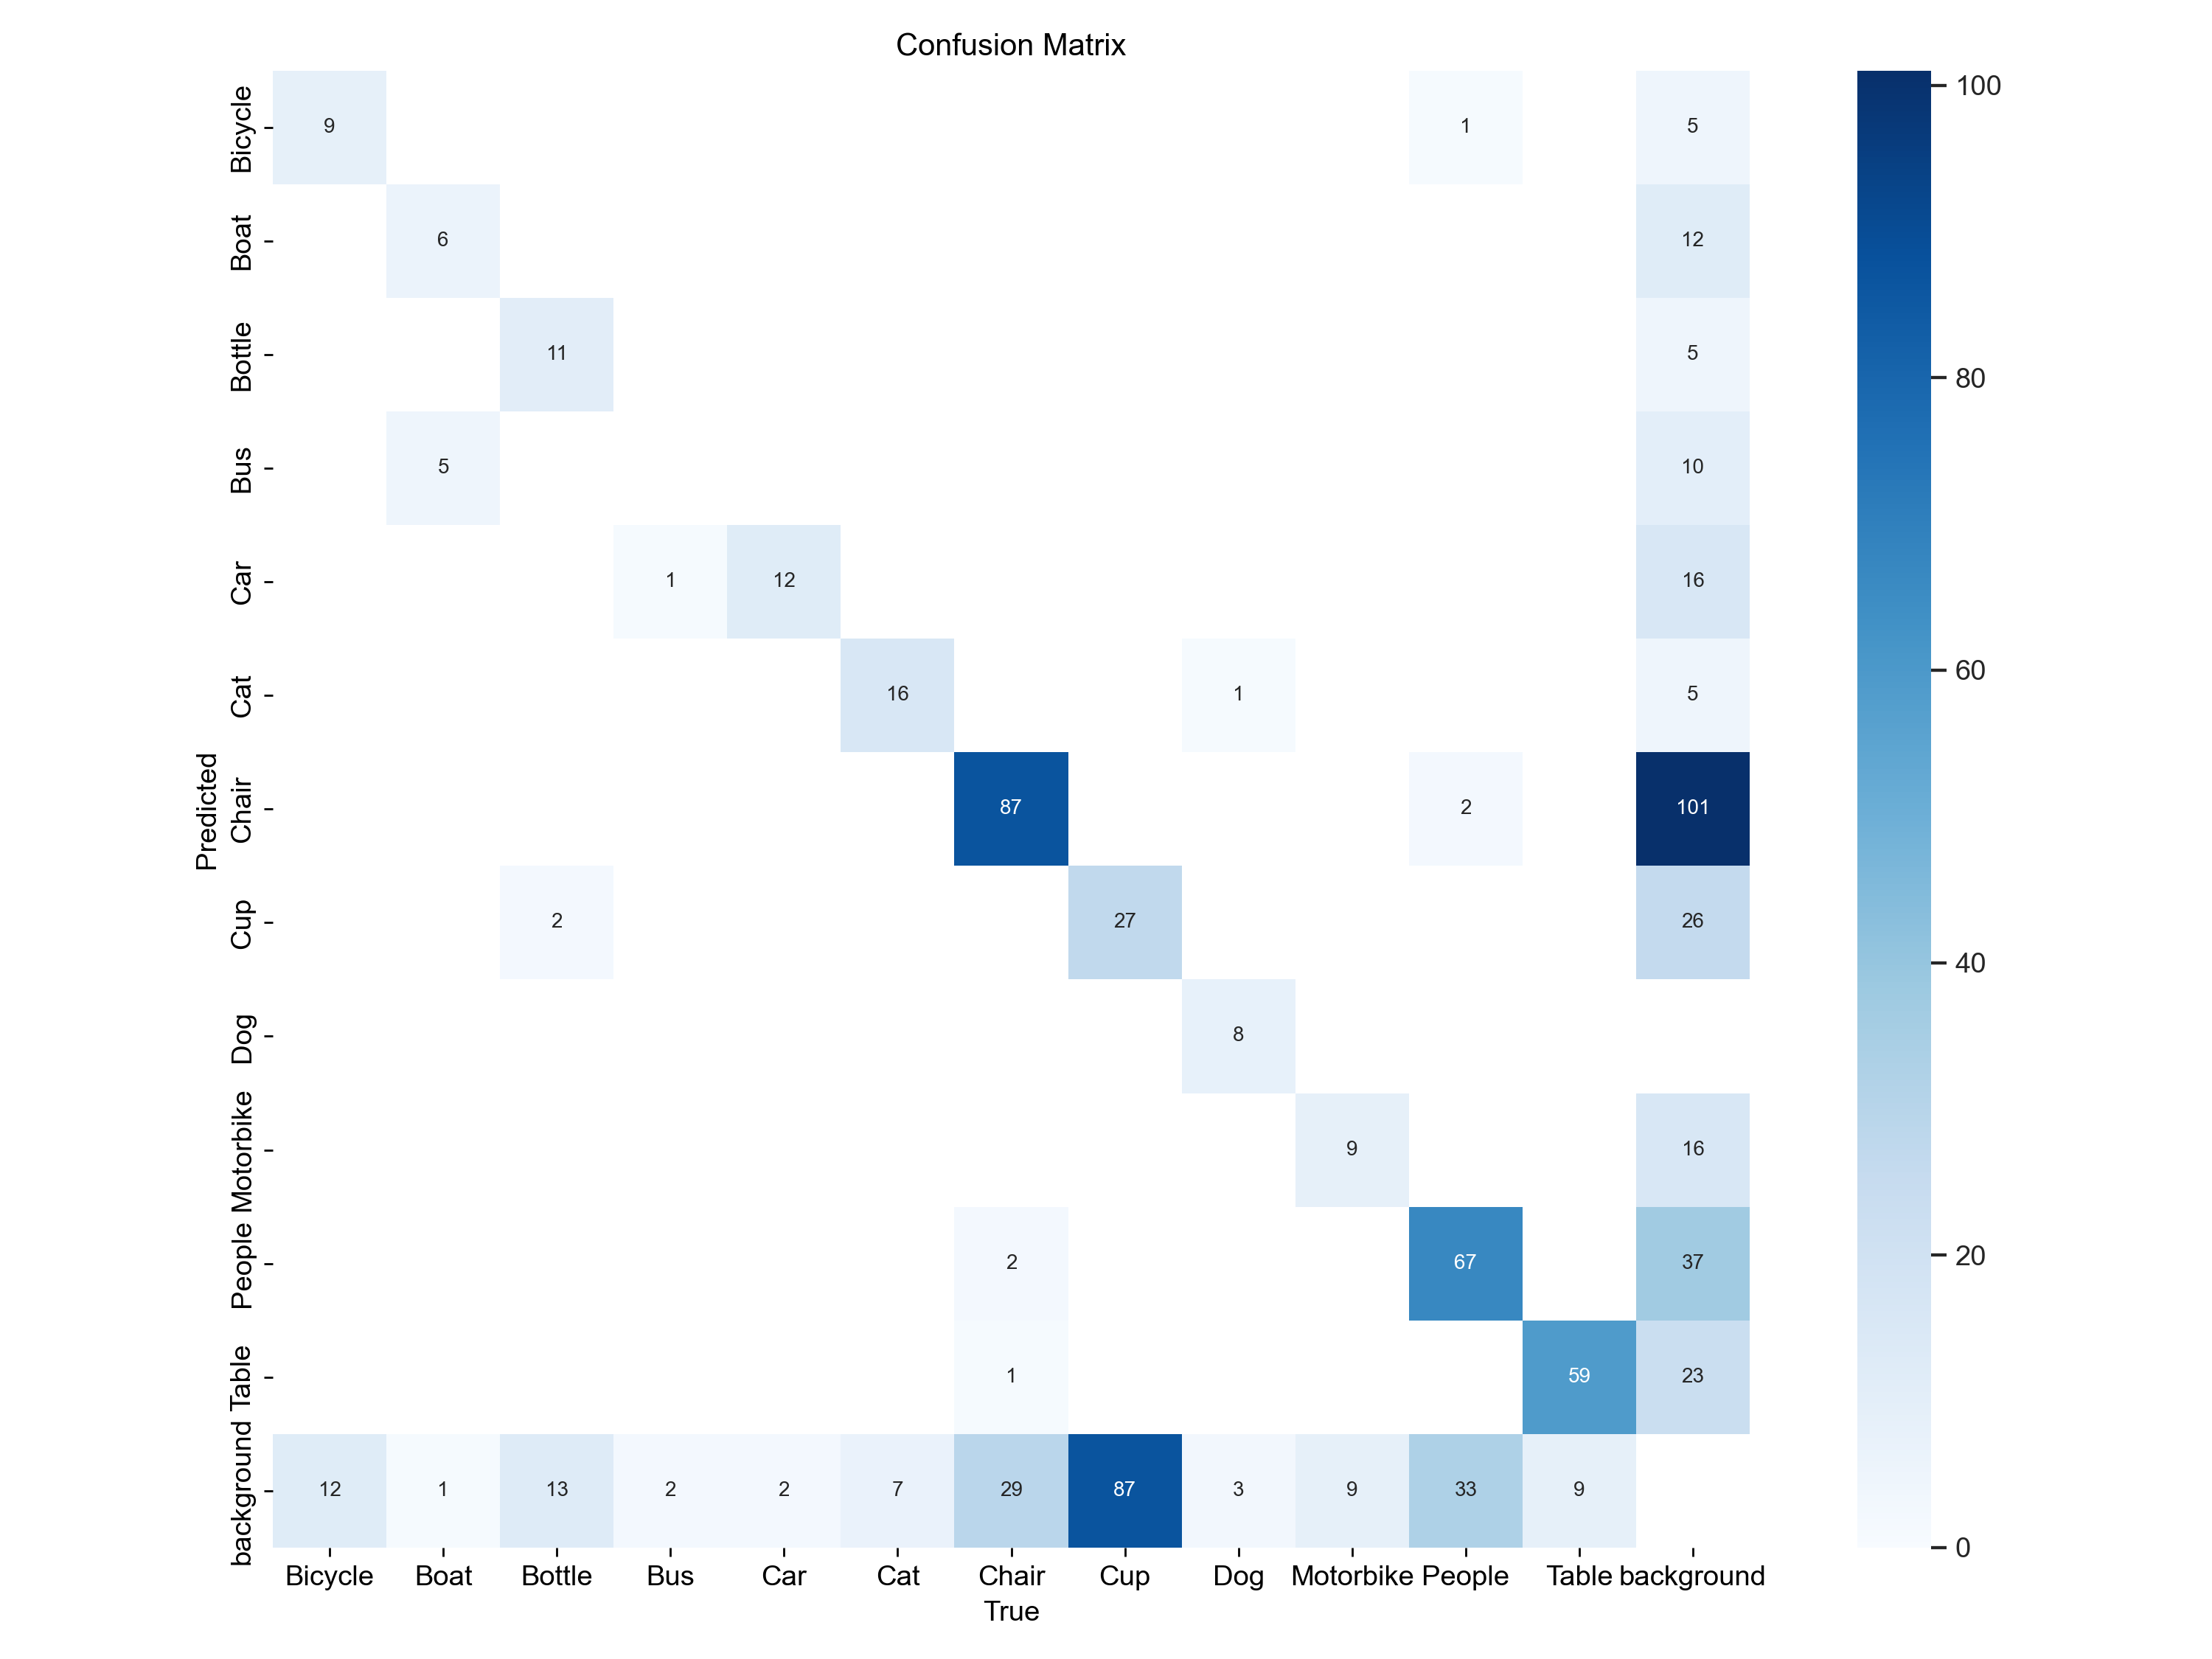 Confusion Matrix
Bicycle 9 1 5
Boat 6 12
Bottle 11 5
Bus 5 10
Car 1 12 16
Cat 16 1 5
Chair 87 2 101
Cup 2 27 26
Dog 8
Motorbike 9 16
People 2 67 37
Table 1 59 23
background 12 1 13 2 2 7 29 87 3 9 33 9
Predicted
Bicycle Boat Bottle Bus Car Cat Chair Cup Dog Motorbike People Table background
True
100
80
60
40
20
0